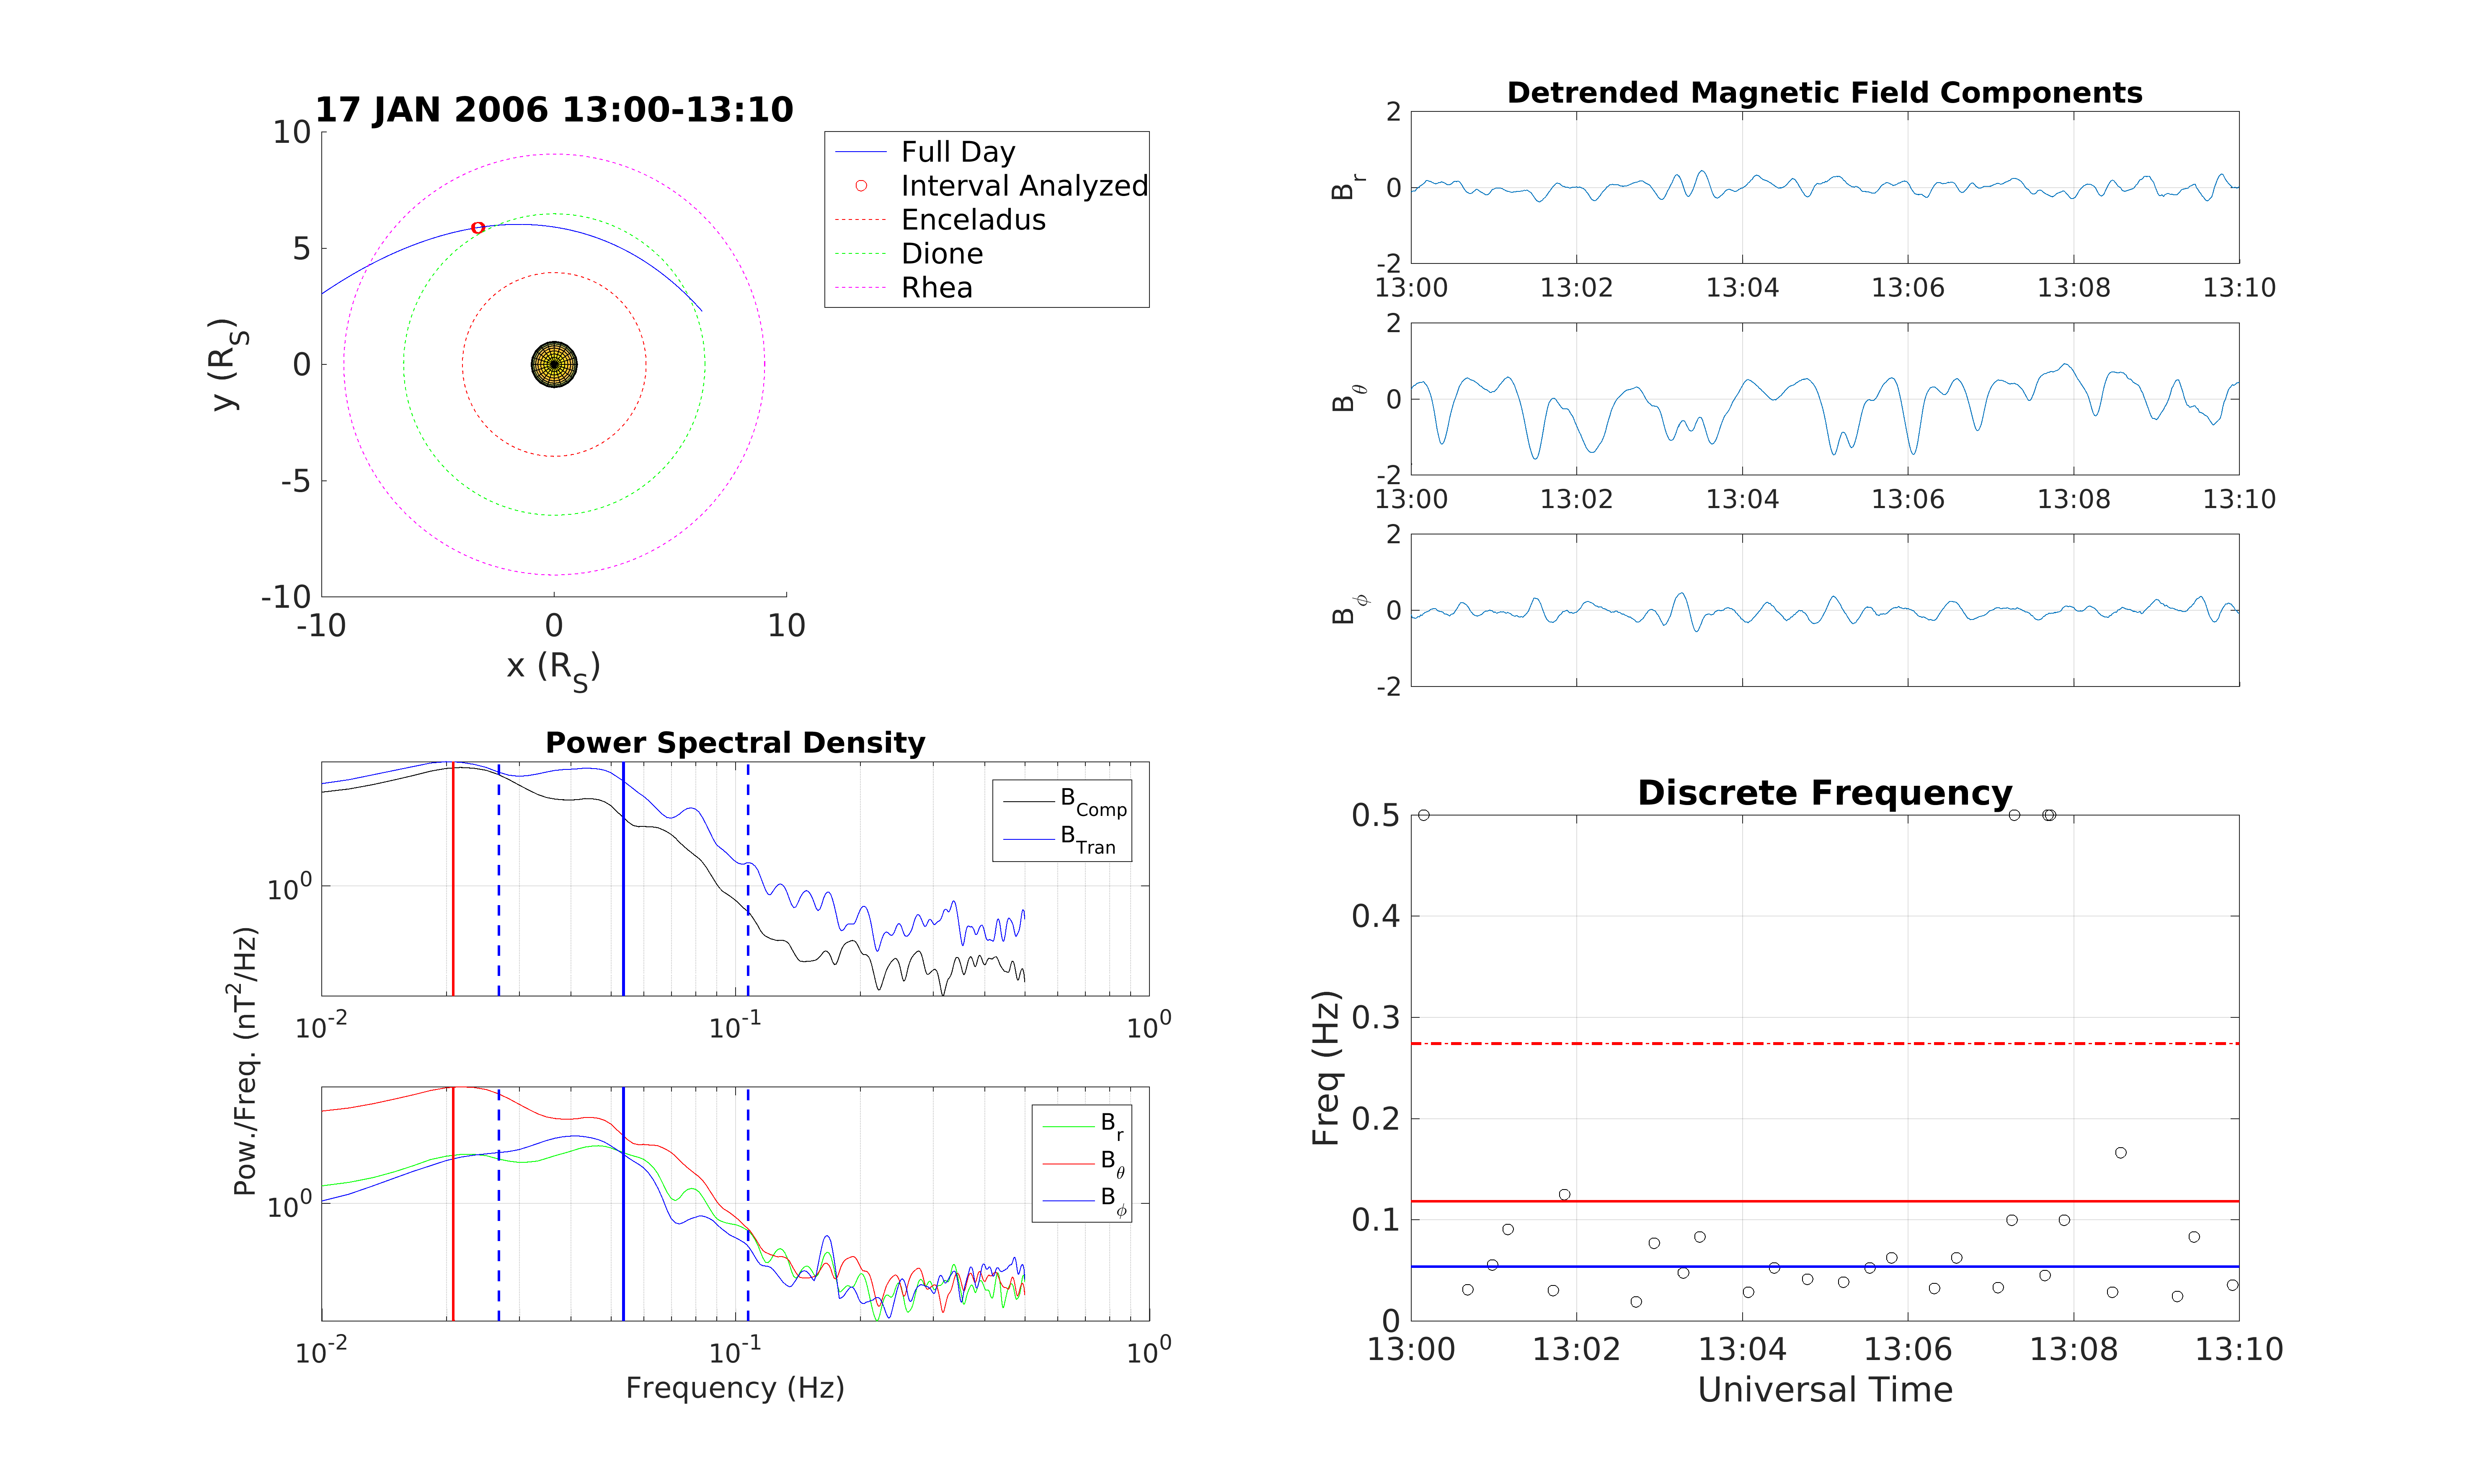 17 JAN 2006 13:00-13:10
10
5
0
-5
-10
-10
0
10
y (R_S)
x (R_S)
Full Day
Interval Analyzed
Enceladus
Dione
Rhea
Detrended Magnetic Field Components
B_r
2
0
-2
13:00
13:02
13:04
13:06
13:08
13:10
B_θ
2
0
-2
13:00
13:02
13:04
13:06
13:08
13:10
B_ϕ
2
0
-2
Power Spectral Density
10^0
10^-2
10^-1
10^0
B_Comp
B_Tran
Pow./Freq. (nT^2/Hz)
10^0
10^-2
10^-1
10^0
B_r
B_θ
B_ϕ
Frequency (Hz)
Discrete Frequency
Freq (Hz)
0.5
0.4
0.3
0.2
0.1
0
13:00
13:02
13:04
13:06
13:08
13:10
Universal Time